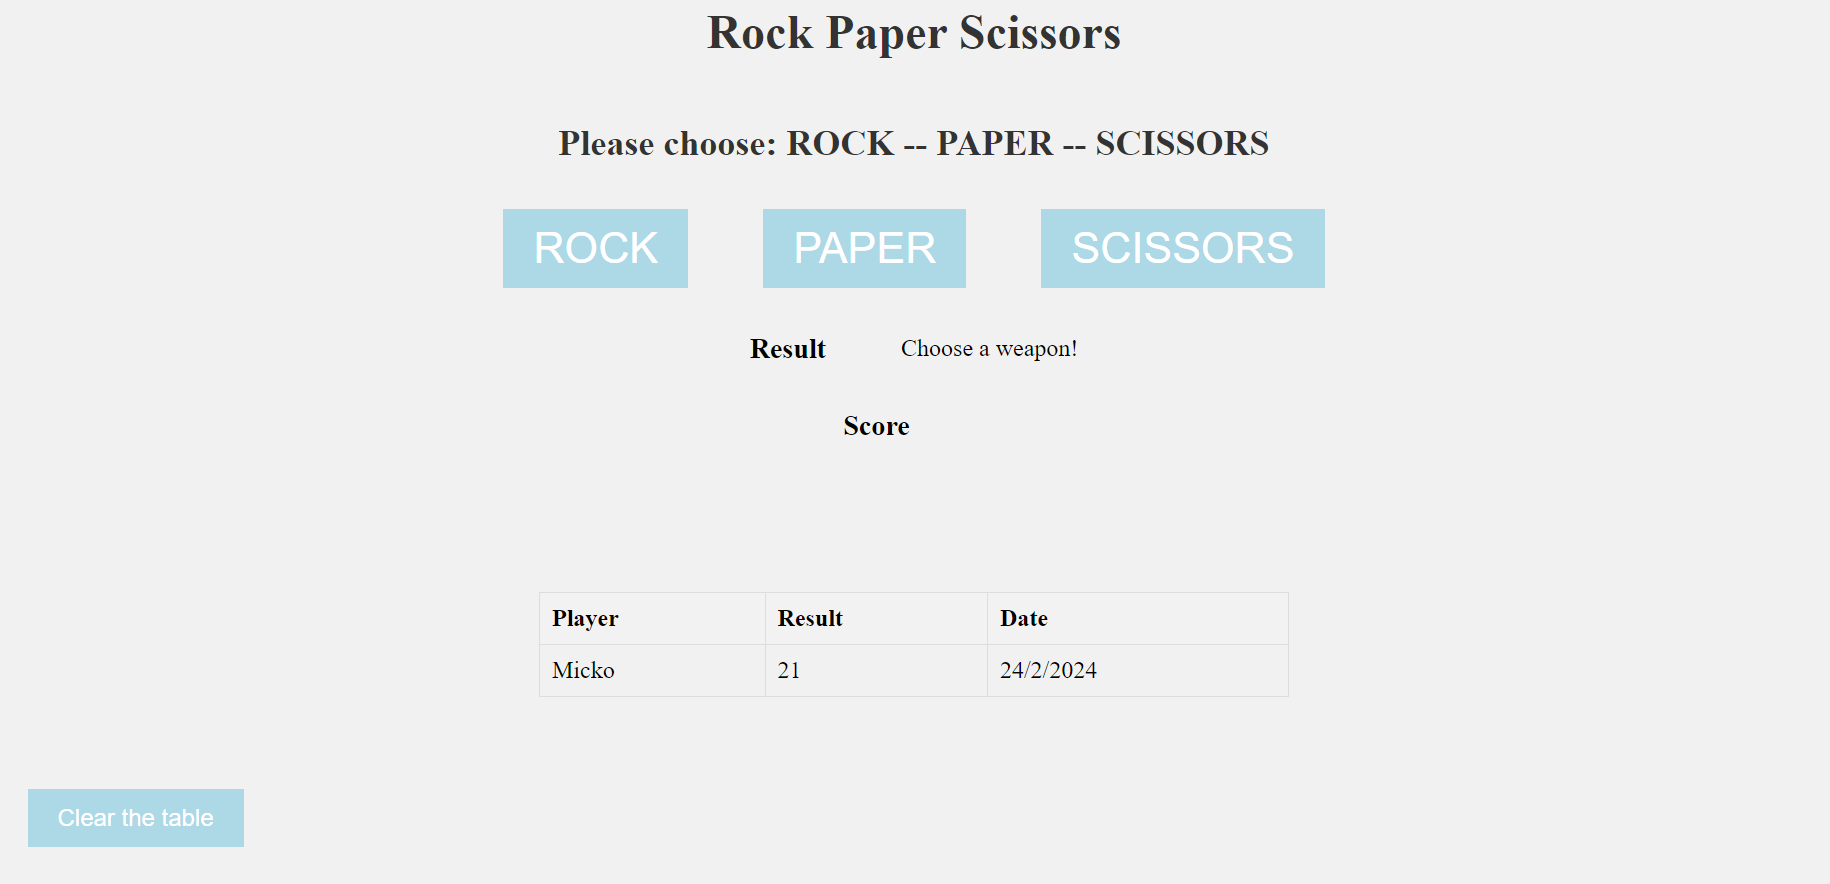 Rock Paper Scissors
Please choose: ROCK -- PAPER -- SCISSORS
ROCK PAPER SCISSORS
Result Choose a weapon!
Score
Player Result Date
Micko 21 24/2/2024
Clear the table